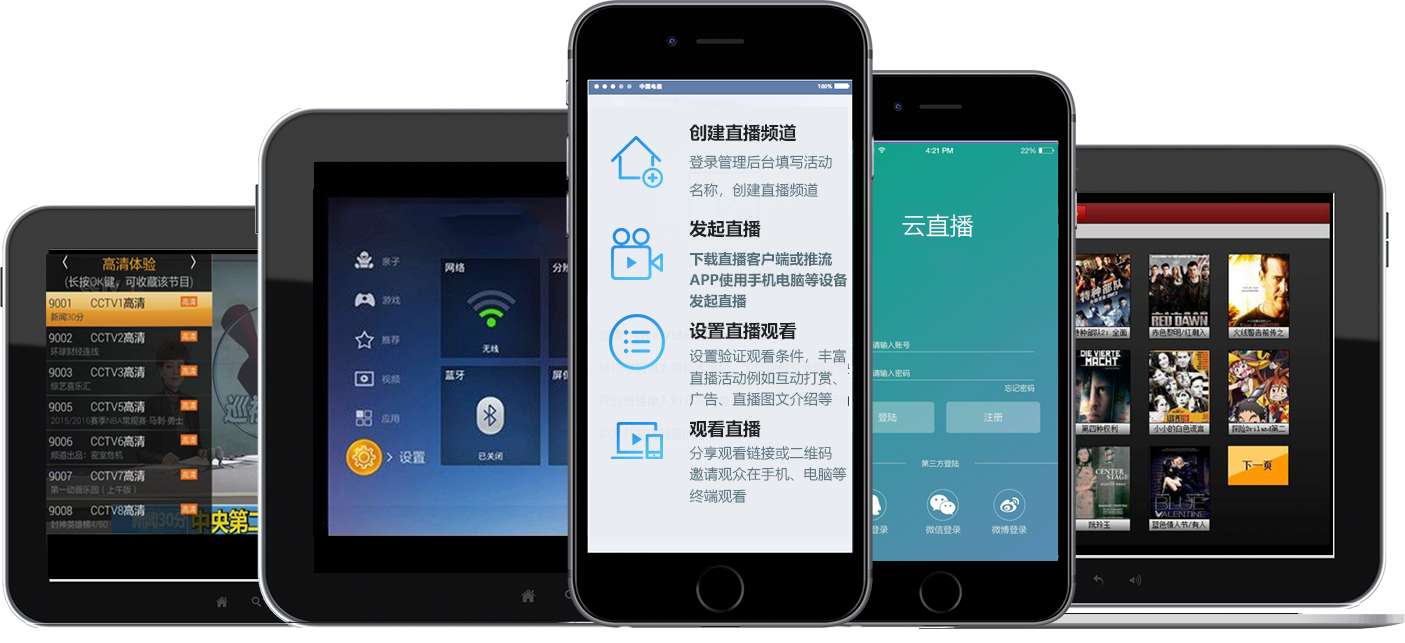 高清体验
(长按OK键，可收藏该节目)
9001 CCTV1高清 高清
新闻30分
9002 CCTV2高清 高清
环球财经连线
9003 CCTV3高清 高清
综艺喜乐汇
9005 CCTV5高清 高清
2015/2016赛季NBA常规赛-马刺-勇士
9006 CCTV6高清 高清
频道出品：密室危机
9007 CCTV7高清 高清
第一动画乐园（上午版）
9008 CCTV8高清 高清
封神英雄榜4/60
新闻30分 中央第二
亲子
游戏
推荐
视频
应用
设置
网络
无线
蓝牙
已关闭
中国电信 100%
创建直播频道
登录管理后台填写活动
名称，创建直播频道
发起直播
下载直播客户端或推流
APP使用手机电脑等设备
发起直播
设置直播观看
设置验证观看条件，丰富
直播活动例如互动打赏、
广告、直播图文介绍等
观看直播
分享观看链接或二维码
邀请观众在手机、电脑等
终端观看
4:21 PM 22%
云直播
请输入账号
请输入密码
忘记密码
登陆 注册
第三方登陆
登录 微信登录 微博登录
特种部队
RED DAWN
特种部队2：全面
赤色黎明/红潮入
火线警告前传之
DIE VIERTE
MACHT
第四种权利
小小的白色谎言
探险Driland第二
CENTER
STAGE
BLUE
VALENTINE
阮玲玉
蓝色情人节/有人
下一页